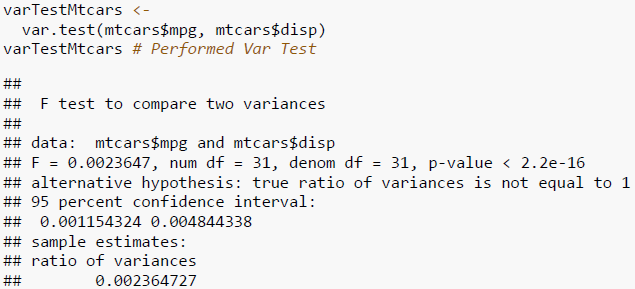 varTestMtcars <-
  var.test(mtcars$mpg, mtcars$disp)
varTestMtcars # Performed Var Test
##
##  F test to compare two variances
##
## data:  mtcars$mpg and mtcars$disp
## F = 0.0023647, num df = 31, denom df = 31, p-value < 2.2e-16
## alternative hypothesis: true ratio of variances is not equal to 1
## 95 percent confidence interval:
##  0.001154324 0.004844338
## sample estimates:
## ratio of variances
##        0.002364727